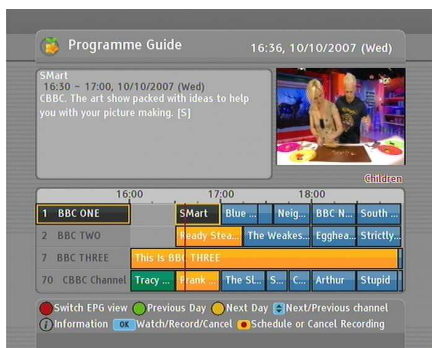 Programme Guide 16:36, 10/10/2007 (Wed)
SMart
16:30 ~ 17:00, 10/10/2007 (Wed)
CBBC. The art show packed with ideas to help
you with your picture making. [S]
Children
16:00 17:00 18:00
1 BBC ONE SMart Blue ... Neig... BBC N... South ...
2 BBC TWO Ready Stea... The Weakes... Egghea... Strictly...
7 BBC THREE This Is BBC THREE
70 CBBC Channel Tracy ... Prank ... The Sl... S... C... Arthur Stupid
Switch EPG view Previous Day Next Day Next/Previous channel
i Information OK Watch/Record/Cancel Schedule or Cancel Recording